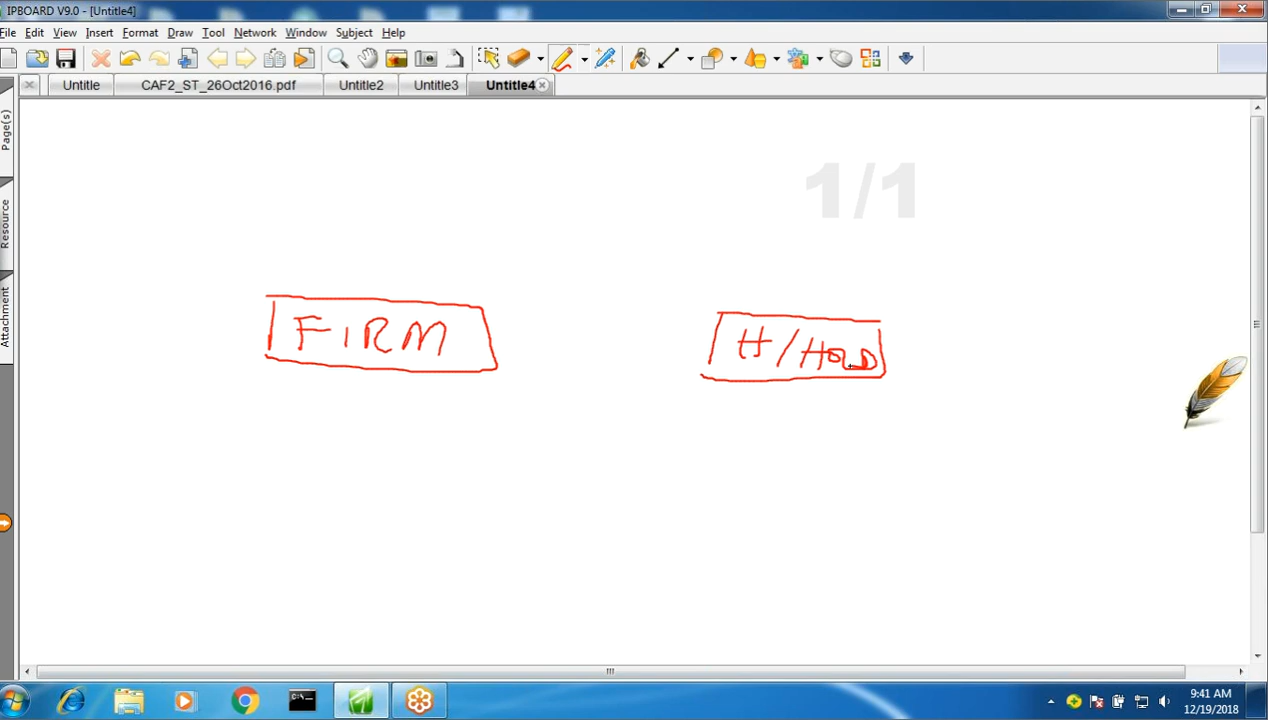 IPBOARD V9.0 - [Untitle4]
File Edit View Insert Format Draw Tool Network Window Subject Help
Untitle CAF2_ST_26Oct2016.pdf Untitle2 Untitle3 Untitle4
Page(s)
Resource
Attachment
1/1
FIRM
H/HOLD
9:41 AM
12/19/2018